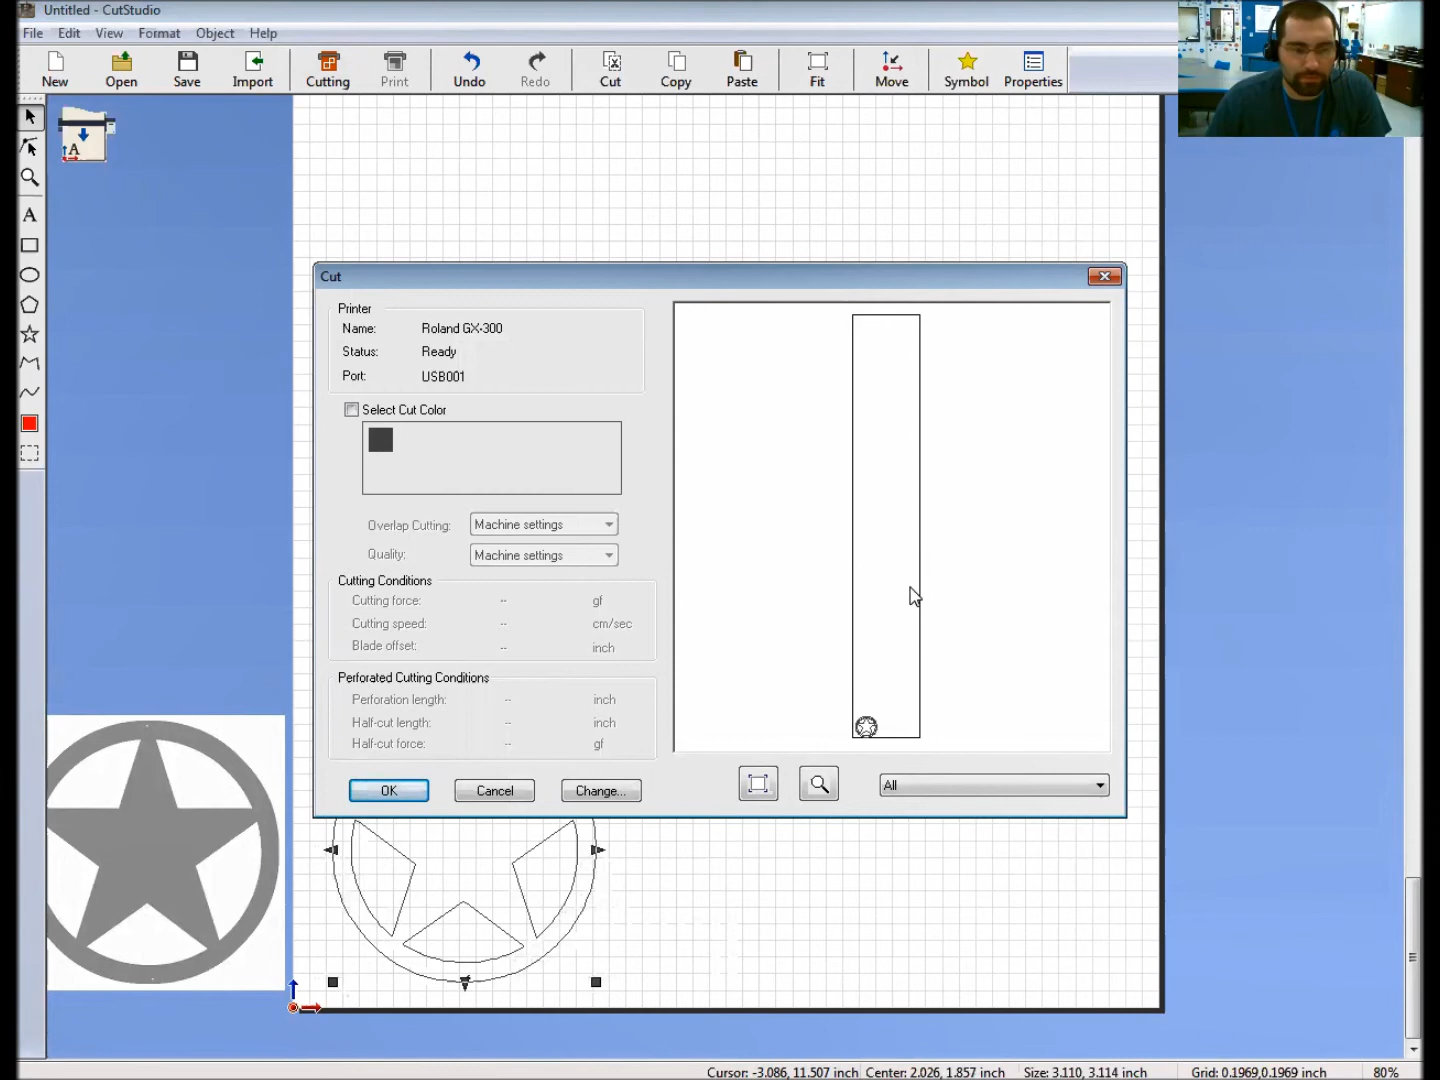 Untitled - CutStudio
File Edit View Format Object Help
New Open Save Import Cutting Print Undo Redo Cut Copy Paste Fit Move Symbol Properties
A
A
Cut
Printer
Name: Roland GX-300
Status: Ready
Port: USB001
Select Cut Color
Overlap Cutting: Machine settings
Quality: Machine settings
Cutting Conditions
Cutting force: -- gf
Cutting speed: -- cm/sec
Blade offset: -- inch
Perforated Cutting Conditions
Perforation length: -- inch
Half-cut length: -- inch
Half-cut force: -- gf
OK Cancel Change... All
Cursor: -3.086, 11.507 inch Center: 2.026, 1.857 inch Size: 3.110, 3.114 inch Grid: 0.1969,0.1969 inch 80%